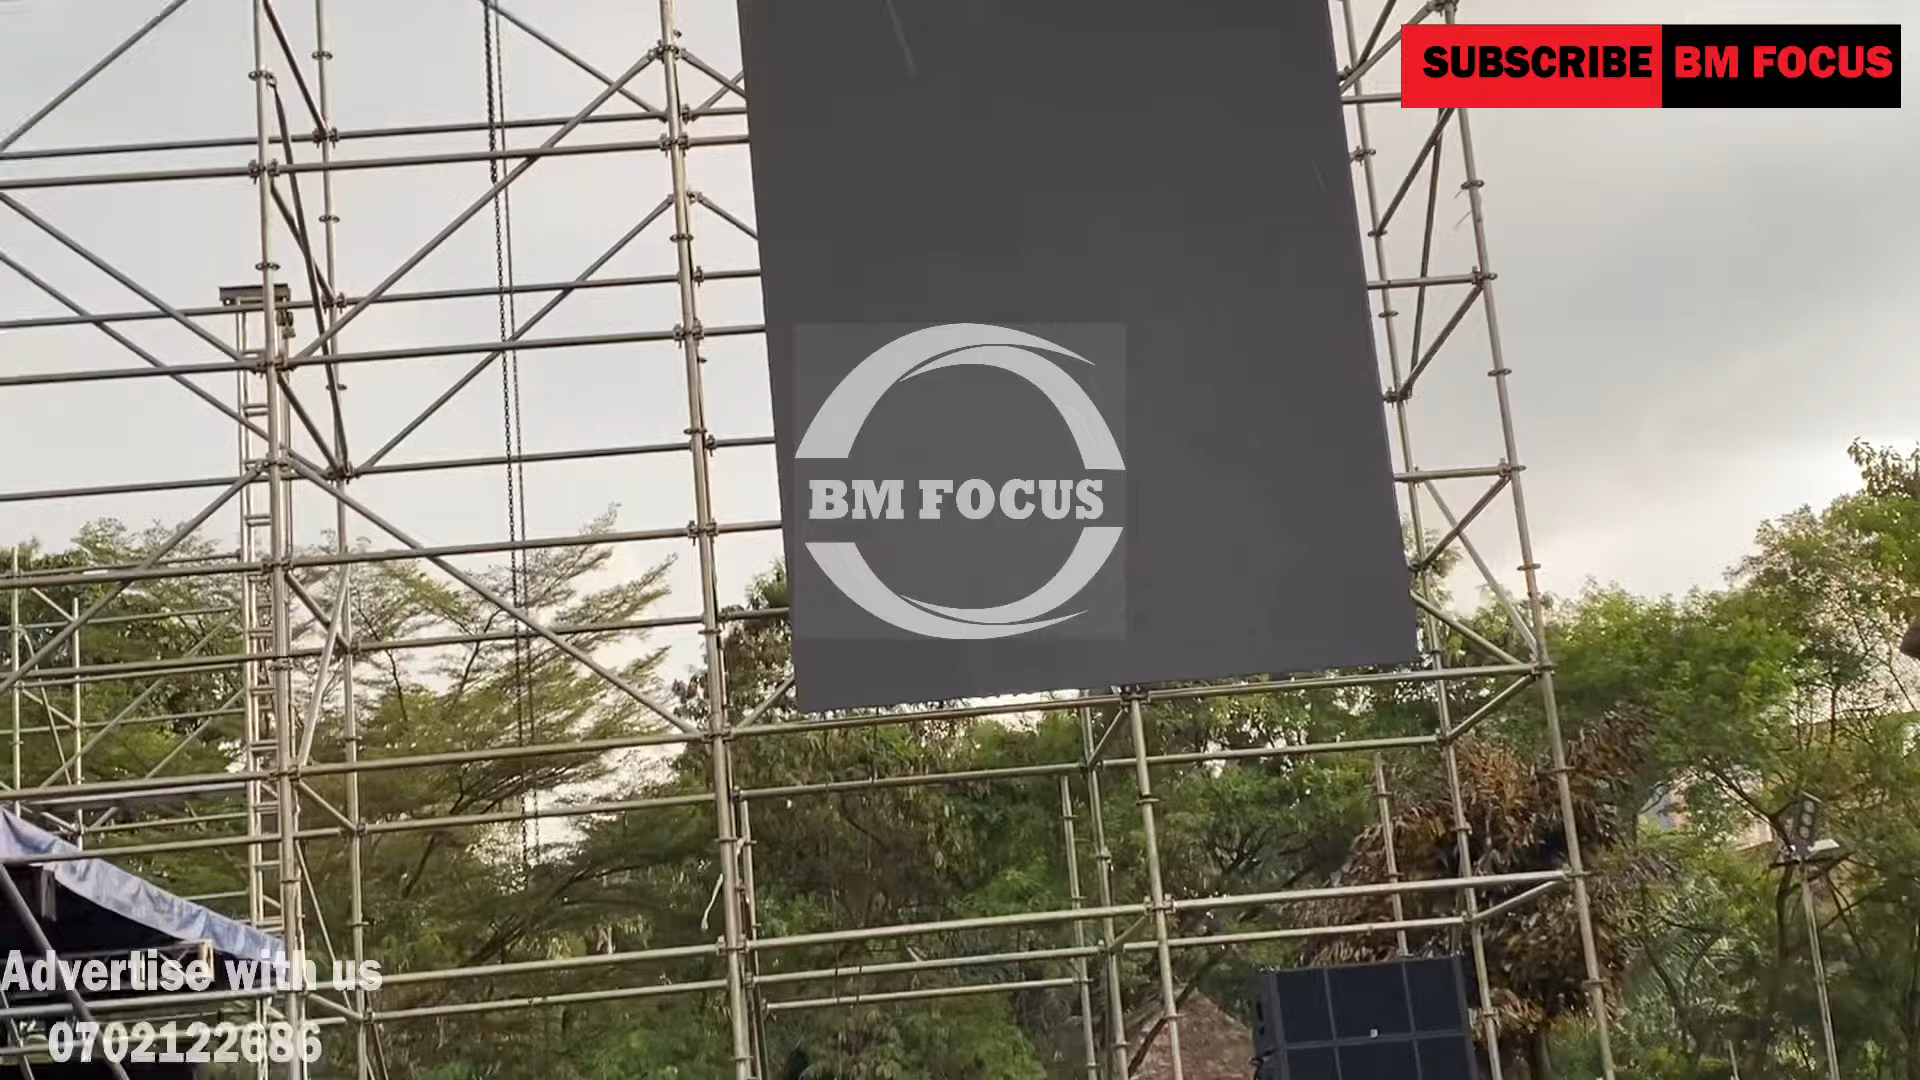 SUBSCRIBE BM FOCUS
BM FOCUS
Advertise with us
0702122686